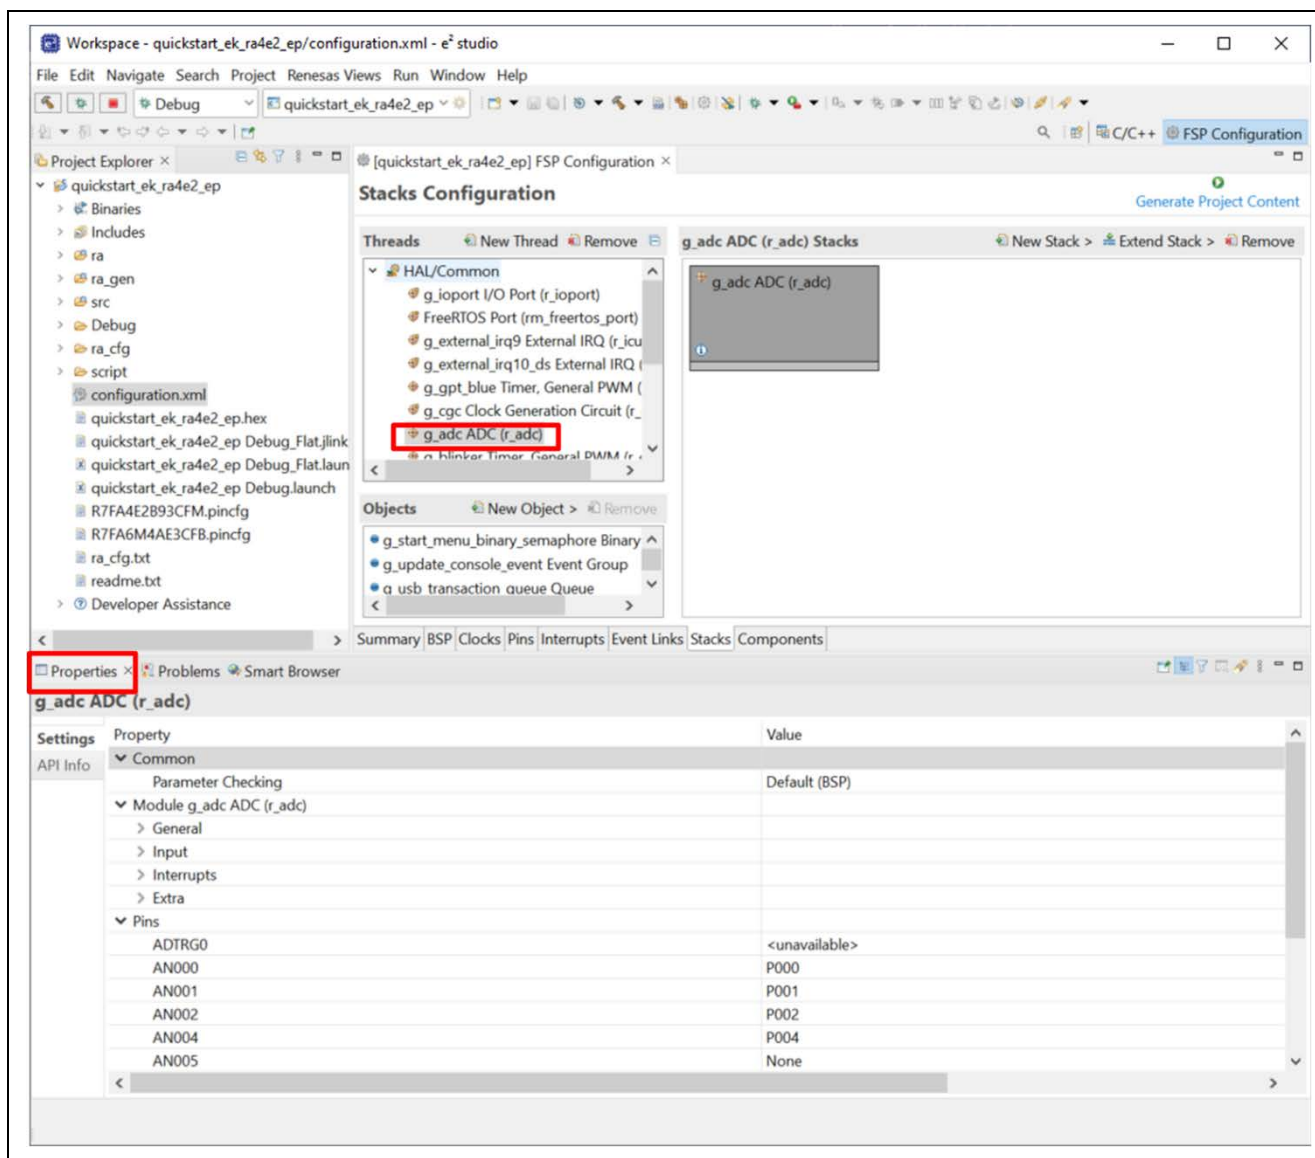 Workspace - quickstart_ek_ra4e2_ep/configuration.xml - e² studio
File Edit Navigate Search Project Renesas Views Run Window Help
Debug quickstart_ek_ra4e2_ep
C/C++ FSP Configuration
Project Explorer
quickstart_ek_ra4e2_ep
Binaries
Includes
ra
ra_gen
src
Debug
ra_cfg
script
configuration.xml
quickstart_ek_ra4e2_ep.hex
quickstart_ek_ra4e2_ep Debug_Flat.jlink
quickstart_ek_ra4e2_ep Debug_Flat.laun
quickstart_ek_ra4e2_ep Debug.launch
R7FA4E2B93CFM.pincfg
R7FA6M4AE3CFB.pincfg
ra_cfg.txt
readme.txt
Developer Assistance
[quickstart_ek_ra4e2_ep] FSP Configuration
Stacks Configuration
Generate Project Content
Threads New Thread Remove
HAL/Common
g_ioport I/O Port (r_ioport)
FreeRTOS Port (rm_freertos_port)
g_external_irq9 External IRQ (r_icu
g_external_irq10_ds External IRQ (
g_gpt_blue Timer, General PWM (
g_cgc Clock Generation Circuit (r_
g_adc ADC (r_adc)
g_blinker Timer, General PWM (r_
Objects New Object > Remove
g_start_menu_binary_semaphore Binary
g_update_console_event Event Group
g_usb_transaction_queue Queue
g_adc ADC (r_adc) Stacks New Stack > Extend Stack > Remove
g_adc ADC (r_adc)
Summary BSP Clocks Pins Interrupts Event Links Stacks Components
Properties Problems Smart Browser
g_adc ADC (r_adc)
Settings
API Info
Property Value
Common
Parameter Checking Default (BSP)
Module g_adc ADC (r_adc)
General
Input
Interrupts
Extra
Pins
ADTRG0 <unavailable>
AN000 P000
AN001 P001
AN002 P002
AN004 P004
AN005 None